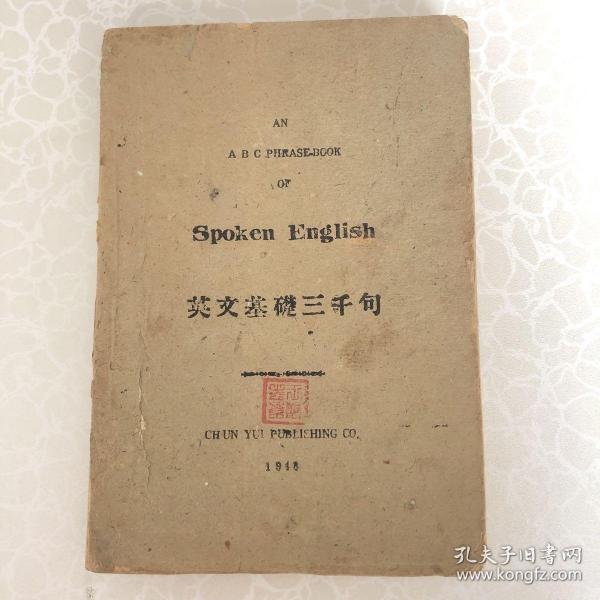 AN
A B C PHRASE-BOOK
OF
Spoken English
英文基礎三千句
CHUN YUI PUBLISHING CO.
孔夫子旧书网
www.kongfz.com